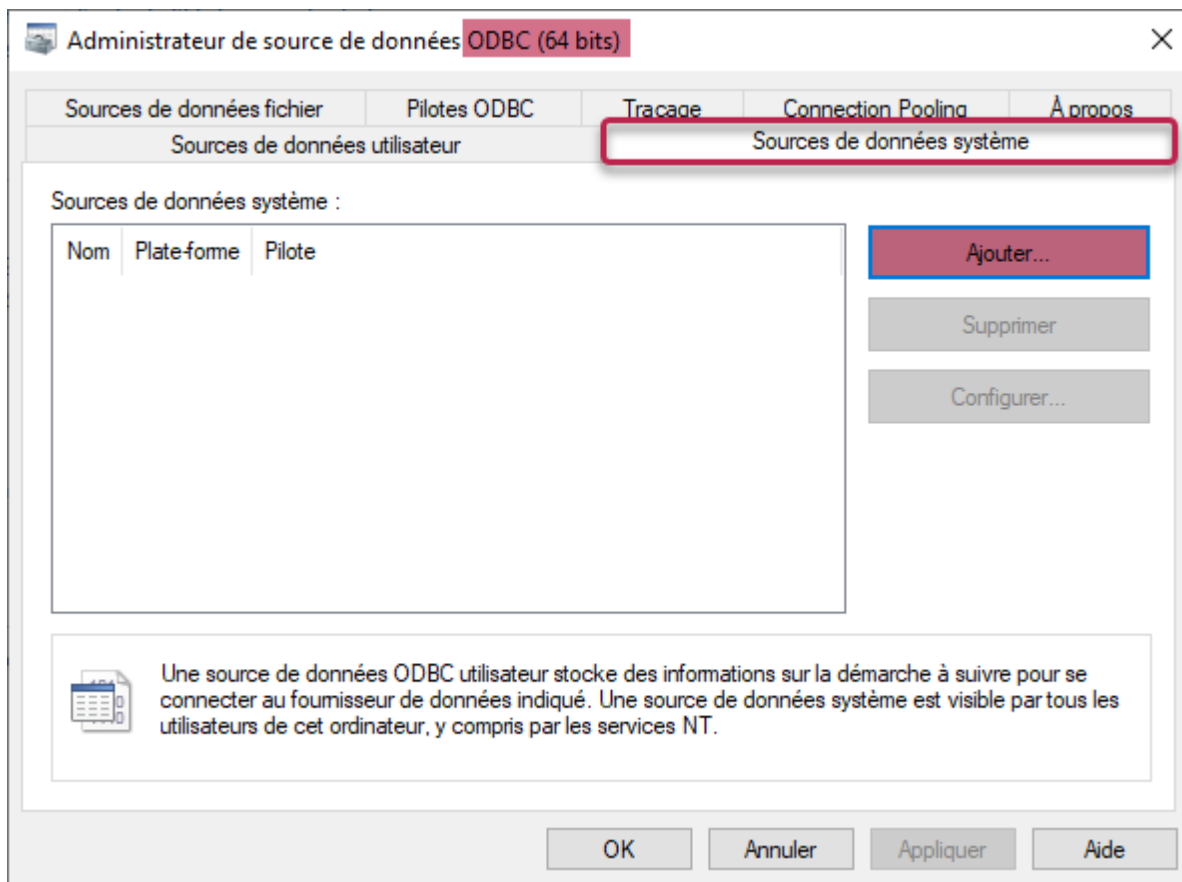 Administrateur de source de données ODBC (64 bits)
Sources de données fichier
Pilotes ODBC
Traçage
Connection Pooling
À propos
Sources de données utilisateur
Sources de données système
Sources de données système :
Nom
Plate-forme
Pilote
Ajouter...
Supprimer
Configurer...
Une source de données ODBC utilisateur stocke des informations sur la démarche à suivre pour se
connecter au fournisseur de données indiqué. Une source de données système est visible par tous les
utilisateurs de cet ordinateur, y compris par les services NT.
OK
Annuler
Appliquer
Aide